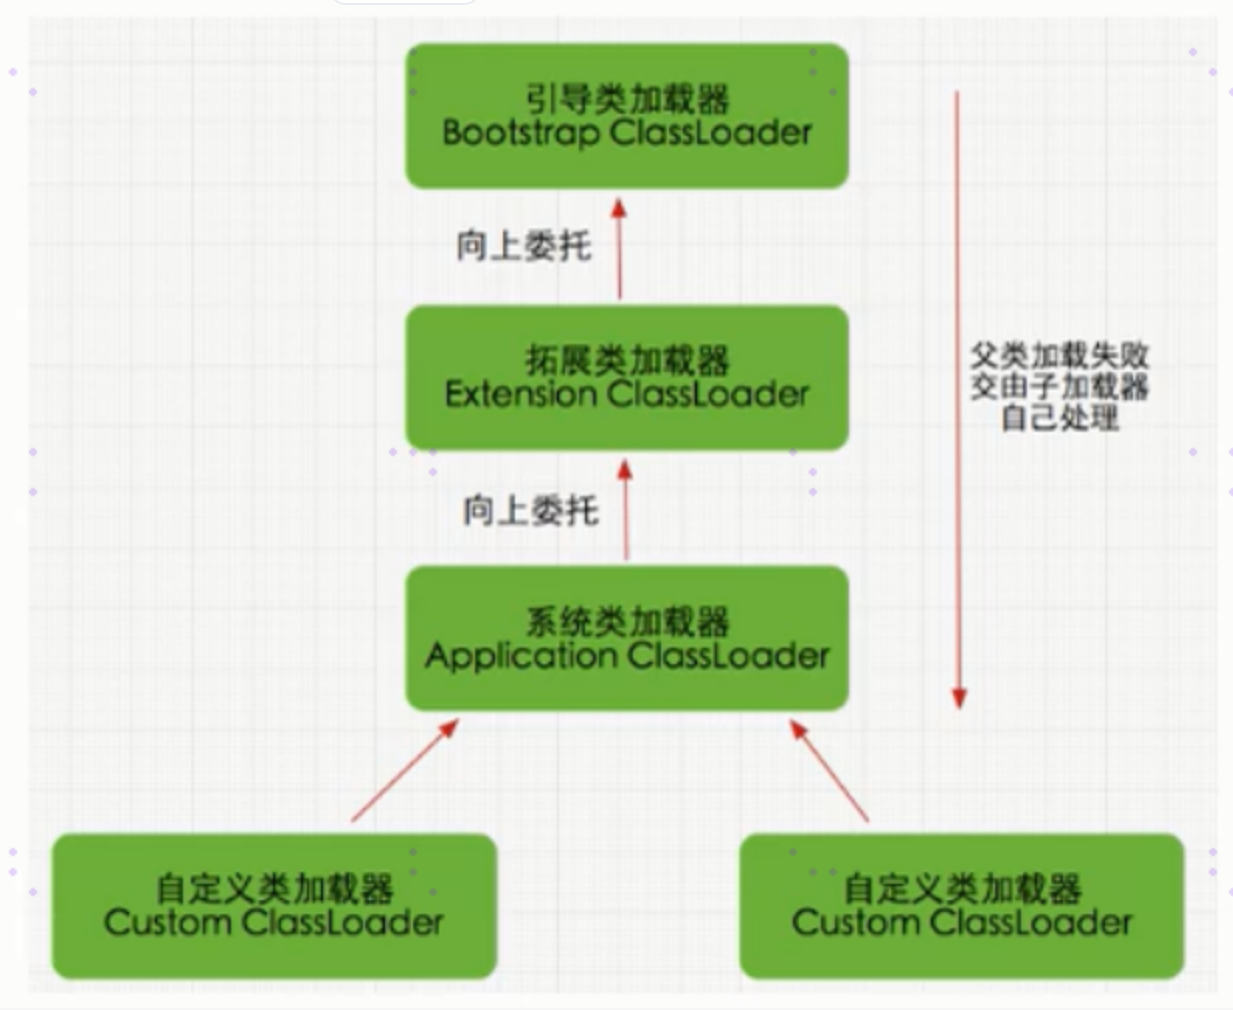 引导类加载器
Bootstrap ClassLoader
向上委托
拓展类加载器
Extension ClassLoader
父类加载失败
交由子加载器
自己处理
向上委托
系统类加载器
Application ClassLoader
自定义类加载器
Custom ClassLoader
自定义类加载器
Custom ClassLoader